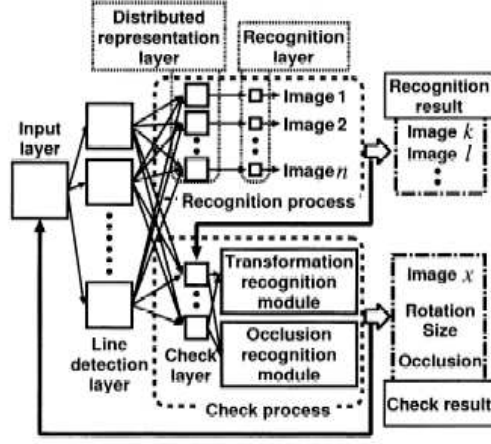 Distributed
representation
layer
Recognition
layer
Recognition
result
Image k
Image l
Input
layer
Image 1
Image 2
Image n
Recognition process
Line
detection
layer
Check
layer
Transformation
recognition
module
Occlusion
recognition
module
Check process
Image x
Rotation
Size
Occlusion
Check result